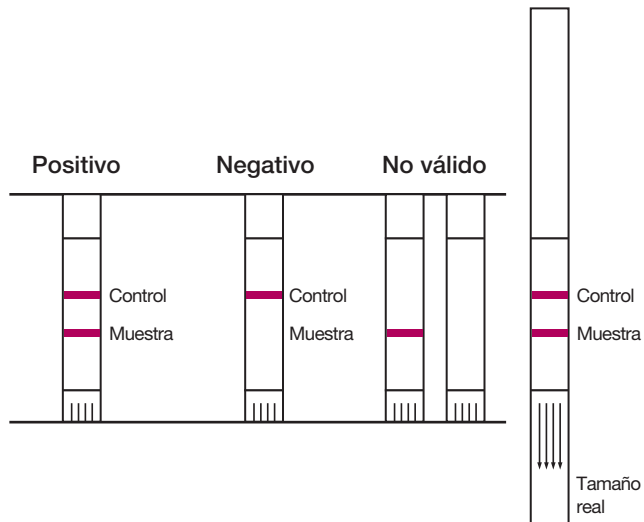 Positivo
Negativo
No válido
Control
Control
Control
Muestra
Muestra
Muestra
Tamaño
real